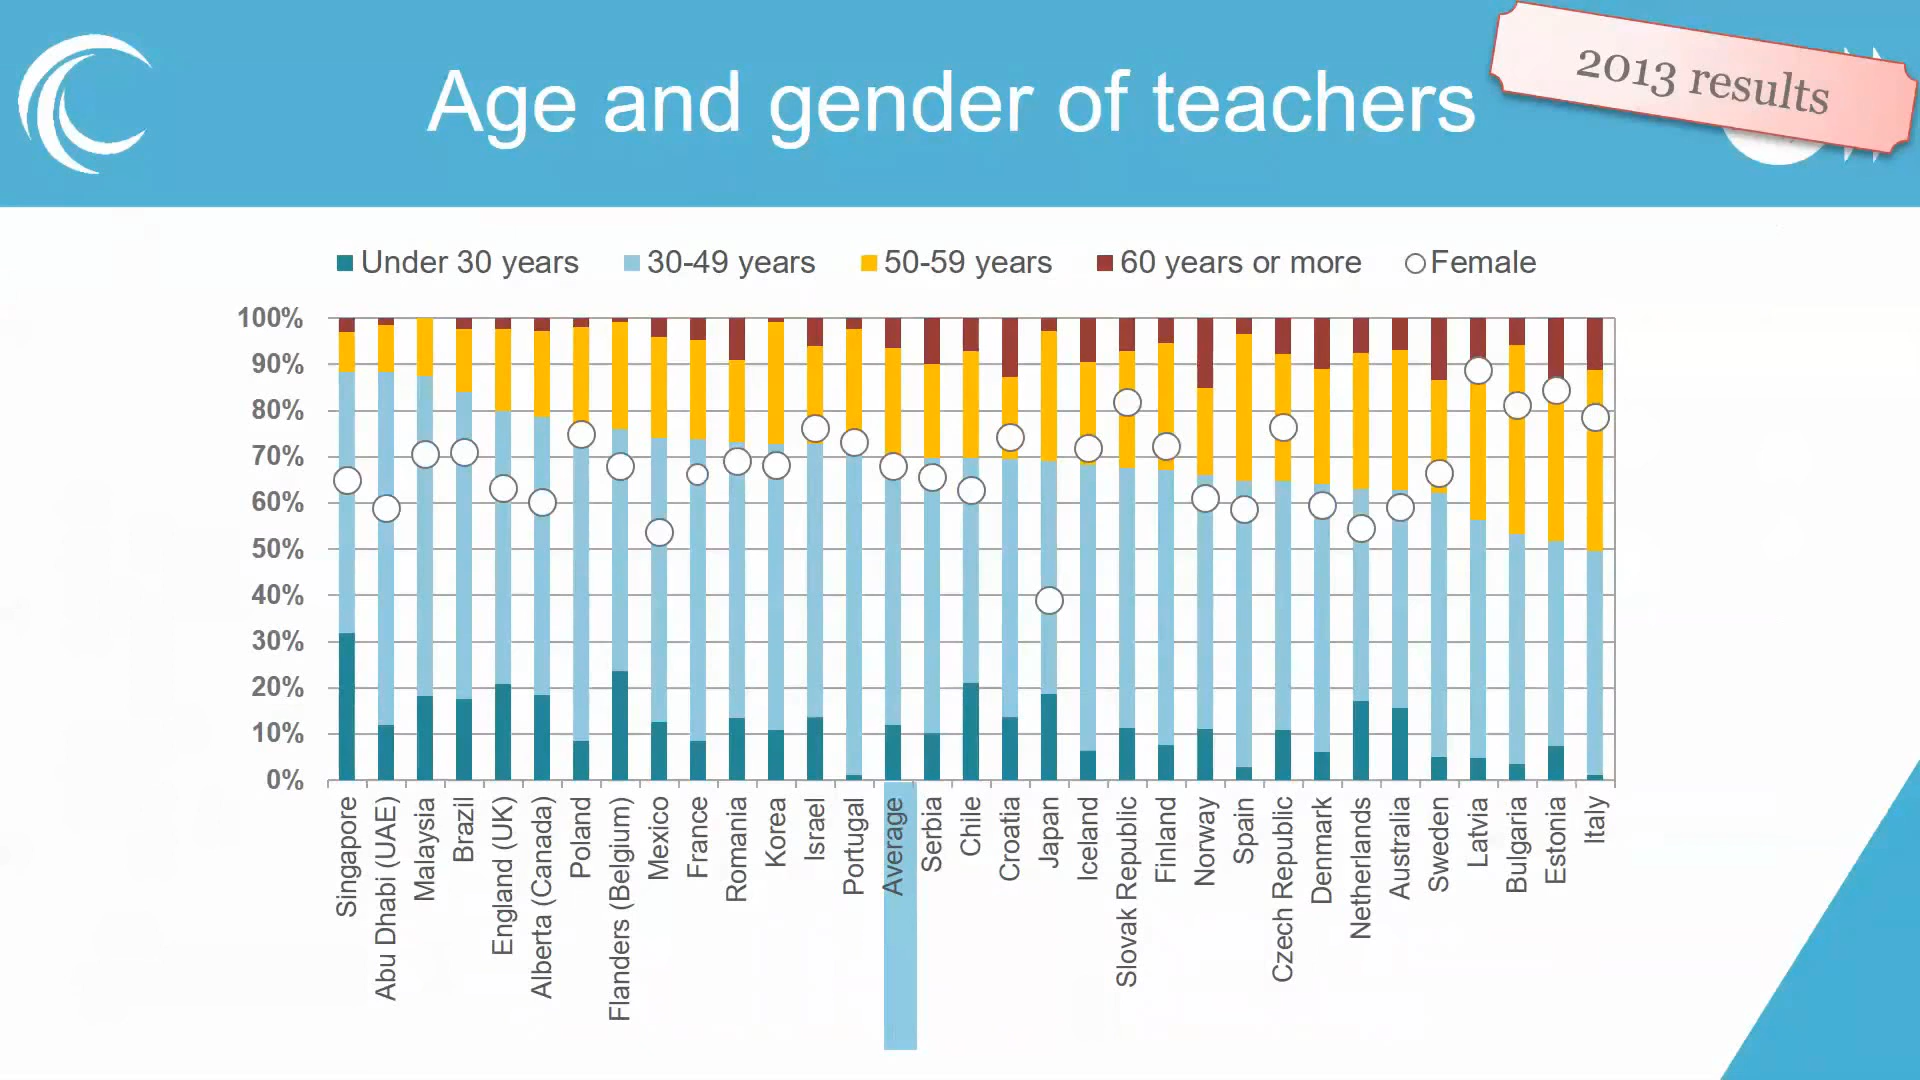 Age and gender of teachers
2013 results
Under 30 years 30-49 years 50-59 years 60 years or more Female
100%
90%
80%
70%
60%
50%
40%
30%
20%
10%
0%
Singapore
Abu Dhabi (UAE)
Malaysia
Brazil
England (UK)
Alberta (Canada)
Poland
Flanders (Belgium)
Mexico
France
Romania
Korea
Israel
Portugal
Average
Serbia
Chile
Croatia
Japan
Iceland
Slovak Republic
Finland
Norway
Spain
Czech Republic
Denmark
Netherlands
Australia
Sweden
Latvia
Bulgaria
Estonia
Italy